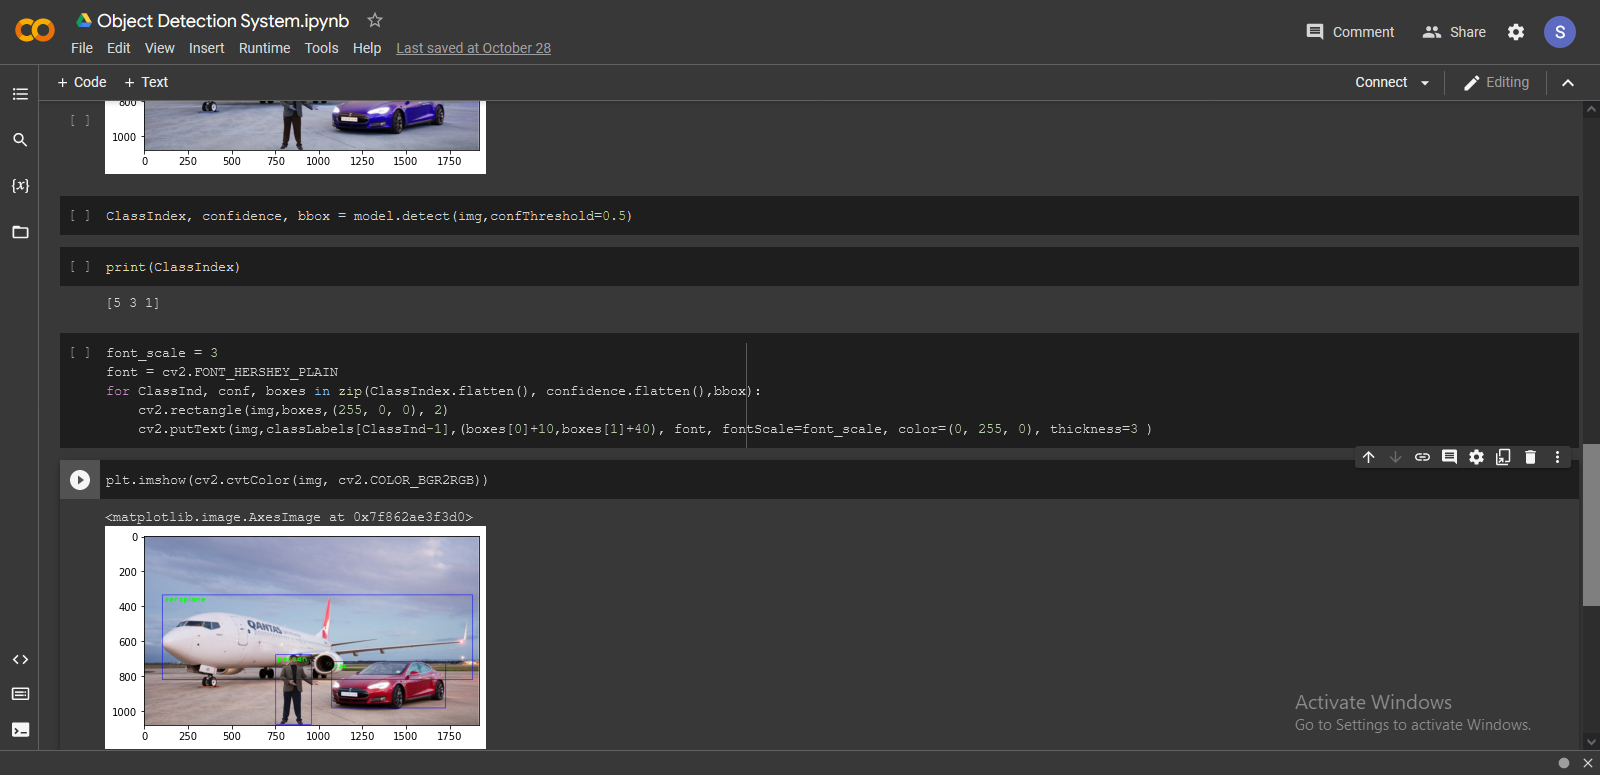 Object Detection System.ipynb
File Edit View Insert Runtime Tools Help Last saved at October 28
Comment Share S
+ Code + Text
Connect Editing
800
[ ]
1000
0 250 500 750 1000 1250 1500 1750
[ ] ClassIndex, confidence, bbox = model.detect(img,confThreshold=0.5)
[ ] print(ClassIndex)
[5 3 1]
[ ] font_scale = 3
font = cv2.FONT_HERSHEY_PLAIN
for ClassInd, conf, boxes in zip(ClassIndex.flatten(), confidence.flatten(),bbox):
cv2.rectangle(img,boxes,(255, 0, 0), 2)
cv2.putText(img,classLabels[ClassInd-1],(boxes[0]+10,boxes[1]+40), font, fontScale=font_scale, color=(0, 255, 0), thickness=3 )
plt.imshow(cv2.cvtColor(img, cv2.COLOR_BGR2RGB))
<matplotlib.image.AxesImage at 0x7f862ae3f3d0>
0
200
400
aeroplane
QANTAS
600
person
800
1000
0 250 500 750 1000 1250 1500 1750
{x}
Activate Windows
Go to Settings to activate Windows.